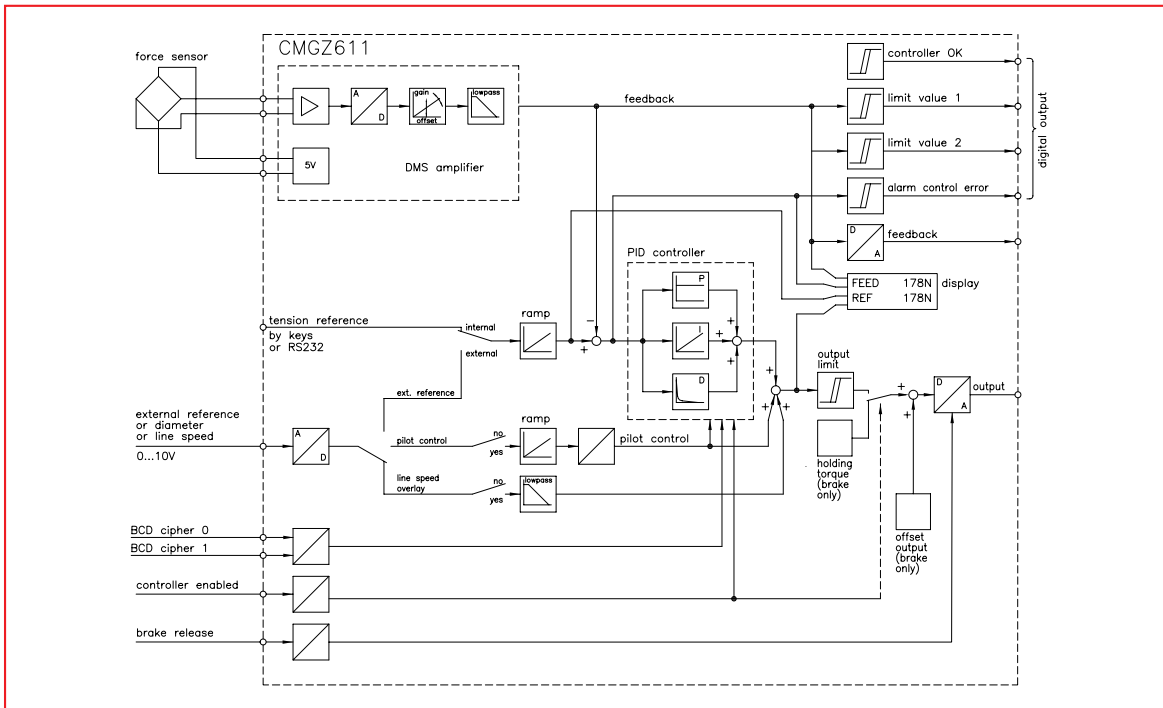 CMGZ611
force sensor
A
D
gain
offset
lowpass
5V
DMS amplifier
feedback
controller OK
limit value 1
limit value 2
alarm control error
digital output
D
A
feedback
FEED 178N
REF 178N
display
PID controller
P
I
D
tension reference
by keys
or RS232
internal
external
ramp
-
+
+
+
+
ext. reference
external reference
or diameter
or line speed
0...10V
A
D
pilot control
no
yes
ramp
pilot control
line speed
overlay
no
yes
lowpass
+
+
+
output
limit
holding
torque
(brake
only)
+
+
D
A
output
offset
output
(brake
only)
BCD cipher 0
BCD cipher 1
controller enabled
brake release